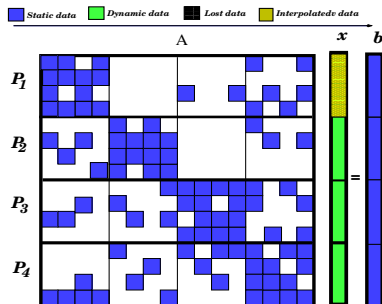 Static data Dynamic data Lost data Interpolatedv data
A x b
P1
P2
P3
=
P4